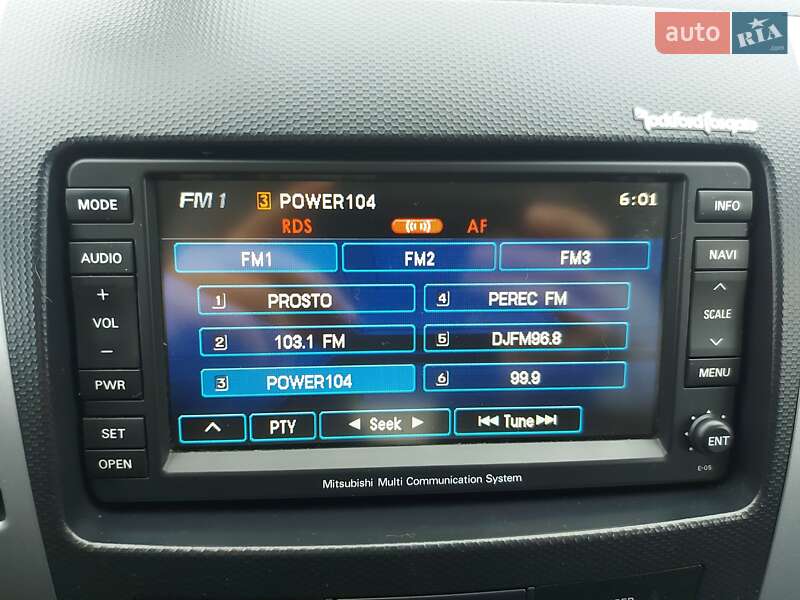 auto RIA
.com
Rockford Fosgate
MODE
FM 1 3 POWER104 6:01
INFO
RDS AF
AUDIO
FM1 FM2 FM3
NAVI
+
VOL
−
1 PROSTO
4 PEREC FM
2 103.1 FM
5 DJFM96.8
3 POWER104
6 99.9
SCALE
PWR
MENU
PTY Seek Tune
SET
OPEN
ENT
E-05
Mitsubishi Multi Communication System